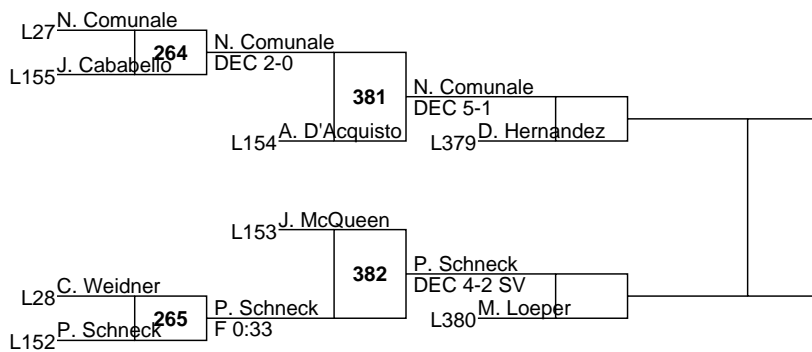 N. Comunale
L27
264
N. Comunale
J. Cababello
DEC 2-0
L155
381
N. Comunale
DEC 5-1
A. D'Acquisto
L154
D. Hernandez
L379
J. McQueen
L153
382
P. Schneck
DEC 4-2 SV
C. Weidner
L28
265
P. Schneck
F 0:33
P. Schneck
L152
M. Loeper
L380